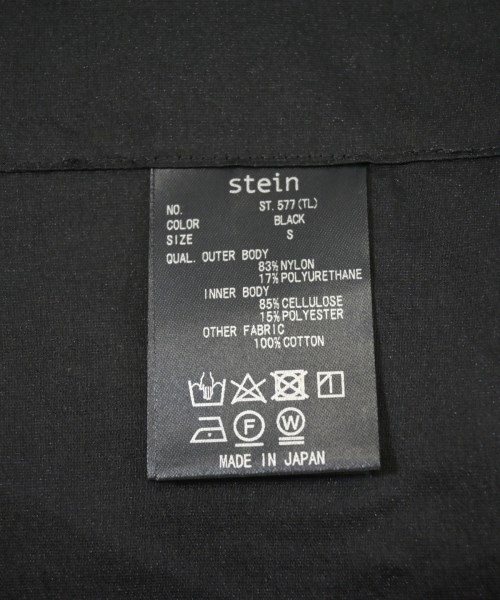 stein
NO. ST.577(TL)
COLOR BLACK
SIZE S
QUAL. OUTER BODY
83%NYLON
17%POLYURETHANE
INNER BODY
85%CELLULOSE
15%POLYESTER
OTHER FABRIC
100%COTTON
F W
MADE IN JAPAN